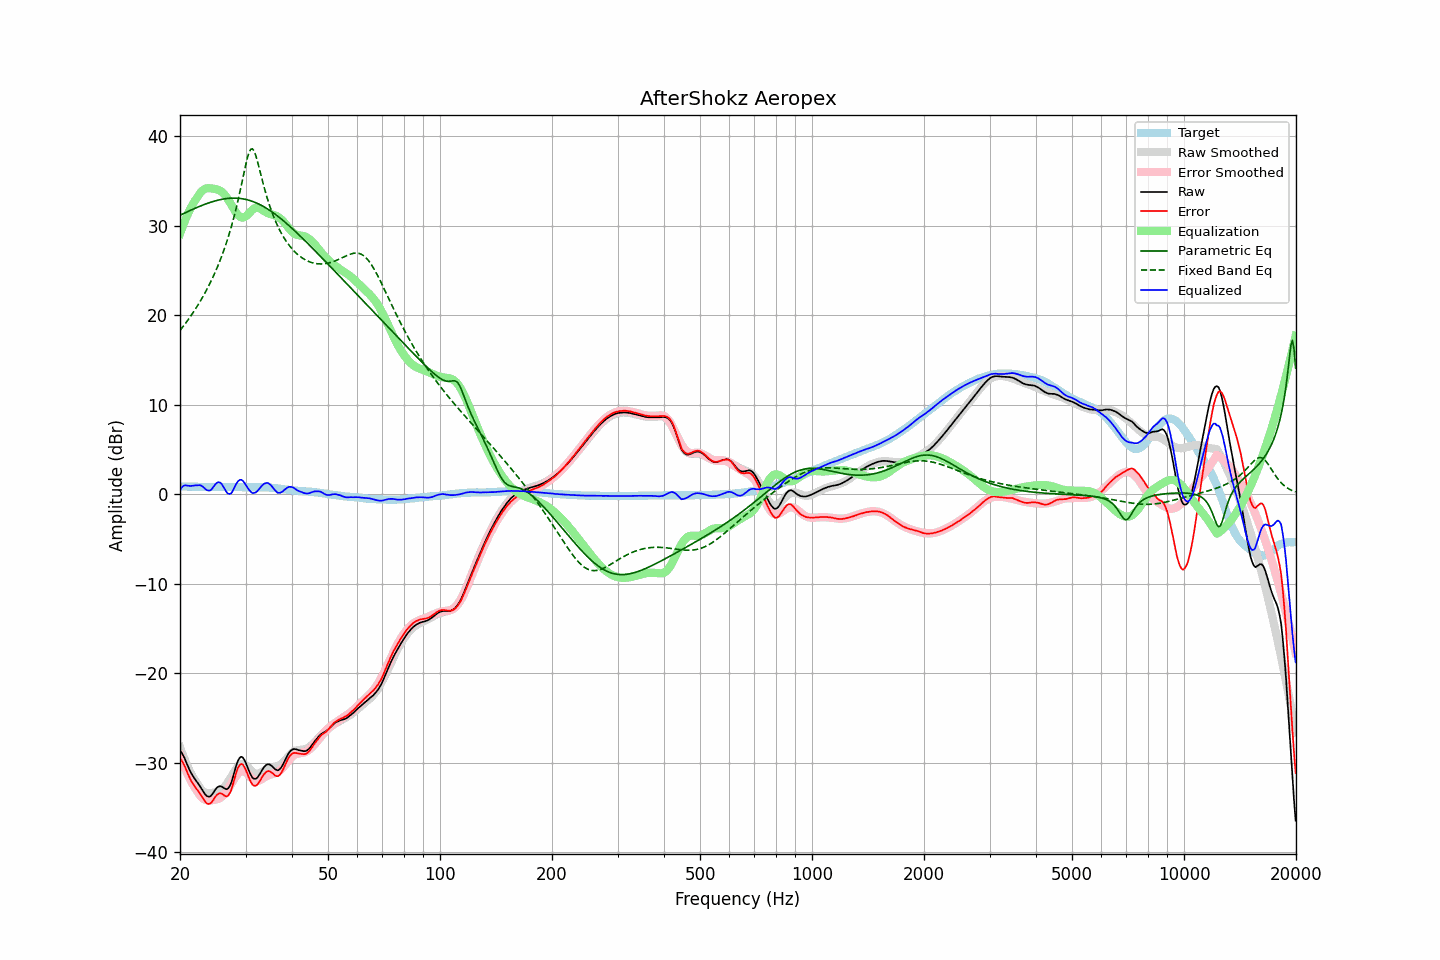 AfterShokz Aeropex
Amplitude (dBr)
40
30
20
10
0
−10
−20
−30
−40
Target
Raw Smoothed
Error Smoothed
Raw
Error
Equalization
Parametric Eq
Fixed Band Eq
Equalized
20
50
100
200
500
1000
2000
5000
10000
20000
Frequency (Hz)